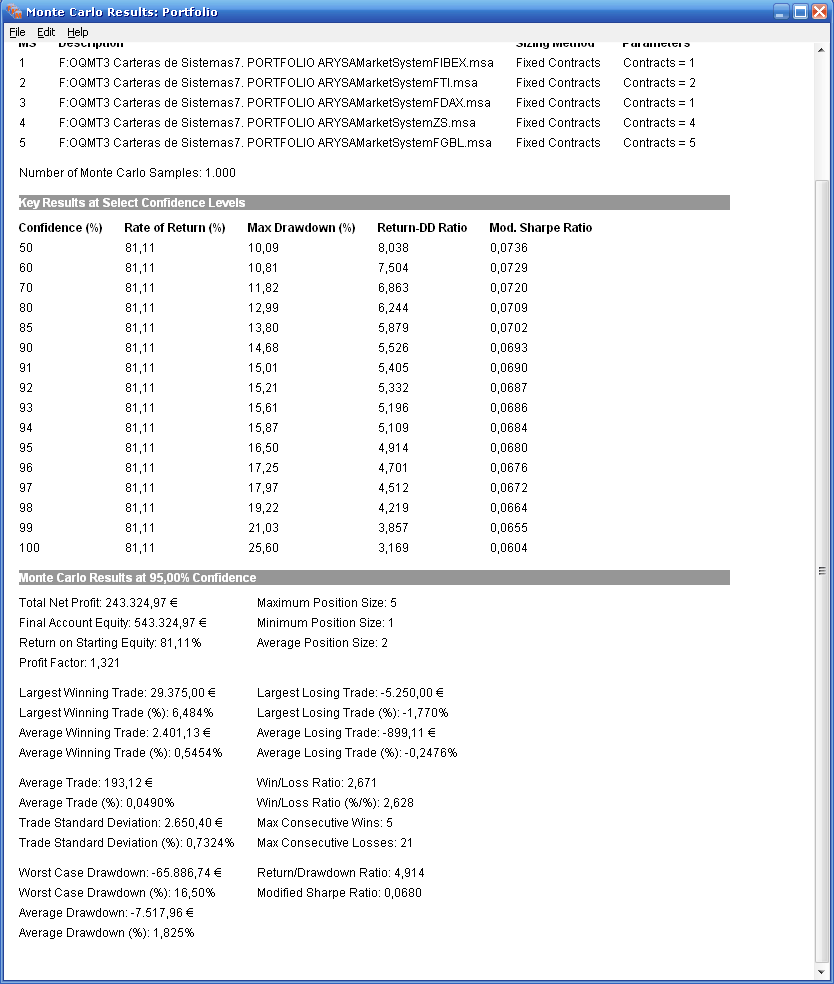 Monte Carlo Results: Portfolio
File Edit Help
MS Description Sizing Method Parameters
1 F:OQMT3 Carteras de Sistemas7. PORTFOLIO ARYSAMarketSystemFIBEX.msa Fixed Contracts Contracts = 1
2 F:OQMT3 Carteras de Sistemas7. PORTFOLIO ARYSAMarketSystemFTI.msa Fixed Contracts Contracts = 2
3 F:OQMT3 Carteras de Sistemas7. PORTFOLIO ARYSAMarketSystemFDAX.msa Fixed Contracts Contracts = 1
4 F:OQMT3 Carteras de Sistemas7. PORTFOLIO ARYSAMarketSystemZS.msa Fixed Contracts Contracts = 4
5 F:OQMT3 Carteras de Sistemas7. PORTFOLIO ARYSAMarketSystemFGBL.msa Fixed Contracts Contracts = 5
Number of Monte Carlo Samples: 1.000
Key Results at Select Confidence Levels
Confidence (%) Rate of Return (%) Max Drawdown (%) Return-DD Ratio Mod. Sharpe Ratio
50 81,11 10,09 8,038 0,0736
60 81,11 10,81 7,504 0,0729
70 81,11 11,82 6,863 0,0720
80 81,11 12,99 6,244 0,0709
85 81,11 13,80 5,879 0,0702
90 81,11 14,68 5,526 0,0693
91 81,11 15,01 5,405 0,0690
92 81,11 15,21 5,332 0,0687
93 81,11 15,61 5,196 0,0686
94 81,11 15,87 5,109 0,0684
95 81,11 16,50 4,914 0,0680
96 81,11 17,25 4,701 0,0676
97 81,11 17,97 4,512 0,0672
98 81,11 19,22 4,219 0,0664
99 81,11 21,03 3,857 0,0655
100 81,11 25,60 3,169 0,0604
Monte Carlo Results at 95,00% Confidence
Total Net Profit: 243.324,97 € Maximum Position Size: 5
Final Account Equity: 543.324,97 € Minimum Position Size: 1
Return on Starting Equity: 81,11% Average Position Size: 2
Profit Factor: 1,321
Largest Winning Trade: 29.375,00 € Largest Losing Trade: -5.250,00 €
Largest Winning Trade (%): 6,484% Largest Losing Trade (%): -1,770%
Average Winning Trade: 2.401,13 € Average Losing Trade: -899,11 €
Average Winning Trade (%): 0,5454% Average Losing Trade (%): -0,2476%
Average Trade: 193,12 € Win/Loss Ratio: 2,671
Average Trade (%): 0,0490% Win/Loss Ratio (%/%): 2,628
Trade Standard Deviation: 2.650,40 € Max Consecutive Wins: 5
Trade Standard Deviation (%): 0,7324% Max Consecutive Losses: 21
Worst Case Drawdown: -65.886,74 € Return/Drawdown Ratio: 4,914
Worst Case Drawdown (%): 16,50% Modified Sharpe Ratio: 0,0680
Average Drawdown: -7.517,96 €
Average Drawdown (%): 1,825%